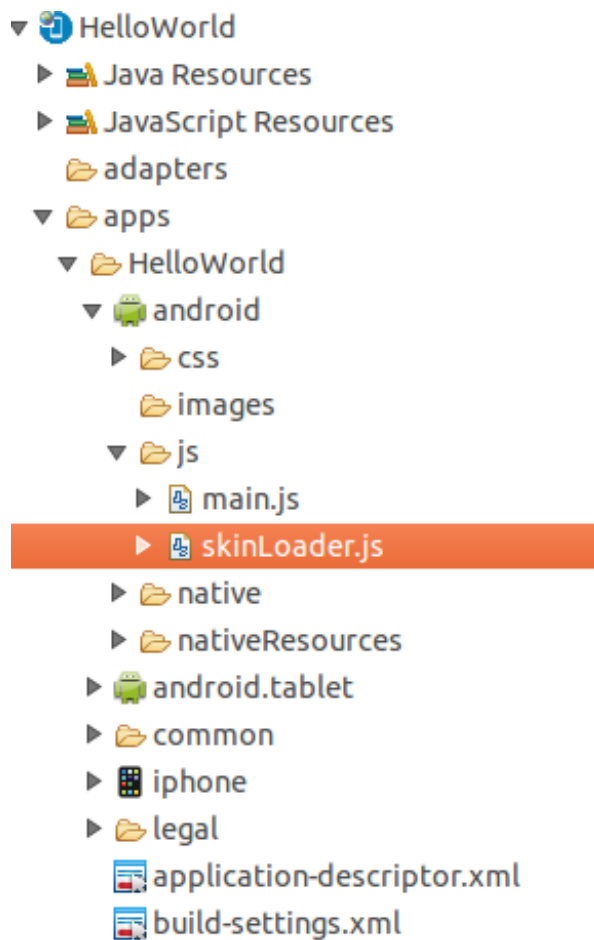 HelloWorld
Java Resources
JavaScript Resources
adapters
apps
HelloWorld
android
css
images
js
main.js
skinLoader.js
native
nativeResources
android.tablet
common
iphone
legal
application-descriptor.xml
build-settings.xml